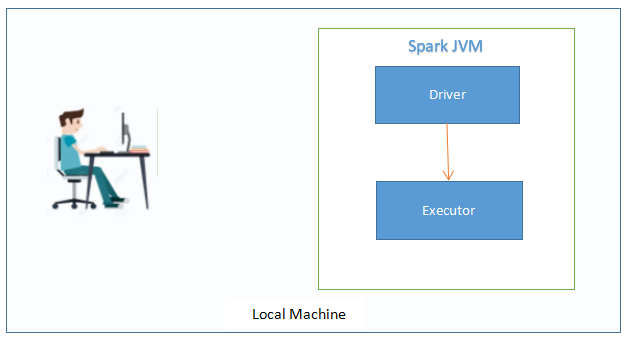 Spark JVM
Driver
Executor
Local Machine